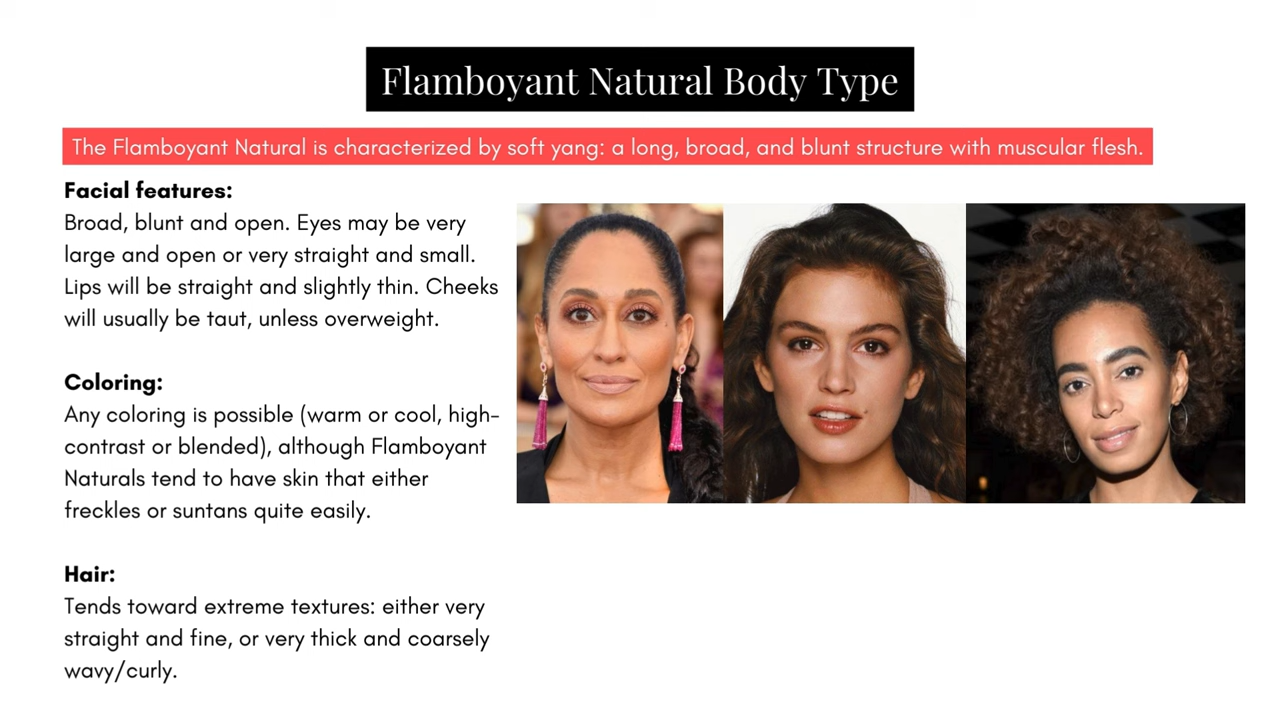 Flamboyant Natural Body Type
The Flamboyant Natural is characterized by soft yang: a long, broad, and blunt structure with muscular flesh.
Facial features:
Broad, blunt and open. Eyes may be very
large and open or very straight and small.
Lips will be straight and slightly thin. Cheeks
will usually be taut, unless overweight.
Coloring:
Any coloring is possible (warm or cool, high-
contrast or blended), although Flamboyant
Naturals tend to have skin that either
freckles or suntans quite easily.
Hair:
Tends toward extreme textures: either very
straight and fine, or very thick and coarsely
wavy/curly.